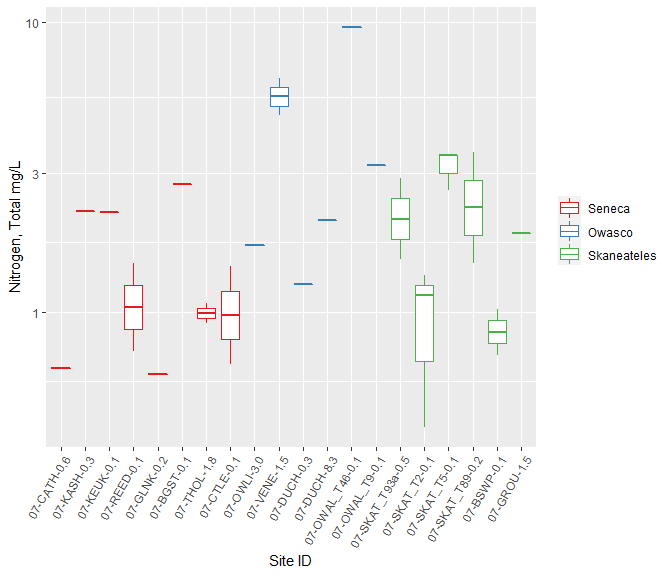 Nitrogen, Total mg/L
10
3
1
07-CATH-0.6
07-KASH-0.3
07-KEUK-0.1
07-REED-0.1
07-GLNK-0.2
07-BGST-0.1
07-THOL-1.8
07-CTLE-0.1
07-OWLI-3.0
07-VENE-1.5
07-DUCH-0.3
07-DUCH-8.3
07-OWAL_T46-0.1
07-OWAL_T9-0.1
07-SKAT_T93a-0.5
07-SKAT_T2-0.1
07-SKAT_T5-0.1
07-SKAT_T89-0.2
07-BSWP-0.1
07-GROU-1.5
Site ID
Seneca
Owasco
Skaneateles